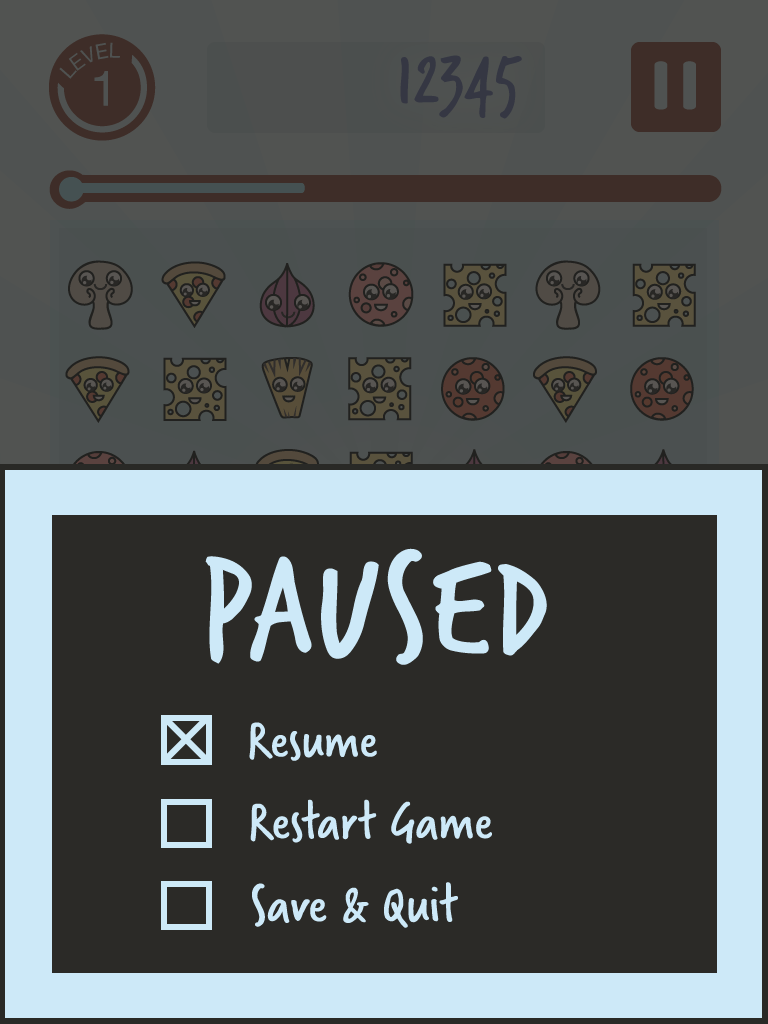 LEVEL
1
12345
PAUSED
Resume
Restart Game
Save & Quit